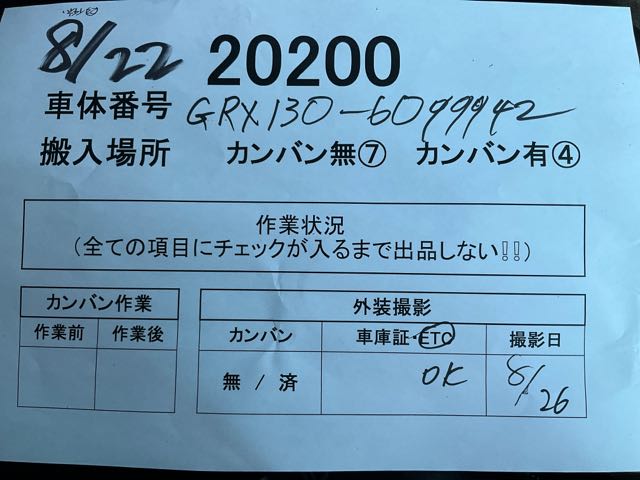 8/22 20200
車体番号 GRX130-6099942
搬入場所 カンバン無⑦ カンバン有④
作業状況
(全ての項目にチェックが入るまで出品しない!!)
カンバン作業 外装撮影
作業前 作業後 カンバン 車庫証・ETC 撮影日
無 / 済 OK 8/26